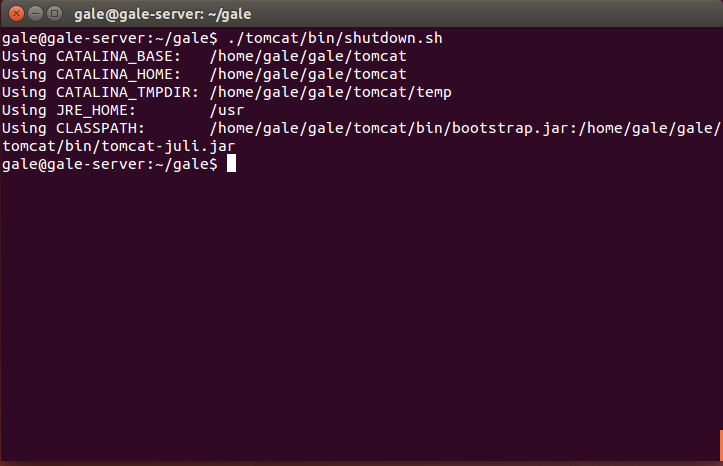 gale@gale-server: ~/gale
gale@gale-server:~/gale$ ./tomcat/bin/shutdown.sh
Using CATALINA_BASE:   /home/gale/gale/tomcat
Using CATALINA_HOME:   /home/gale/gale/tomcat
Using CATALINA_TMPDIR: /home/gale/gale/tomcat/temp
Using JRE_HOME:        /usr
Using CLASSPATH:       /home/gale/gale/tomcat/bin/bootstrap.jar:/home/gale/gale/
tomcat/bin/tomcat-juli.jar
gale@gale-server:~/gale$